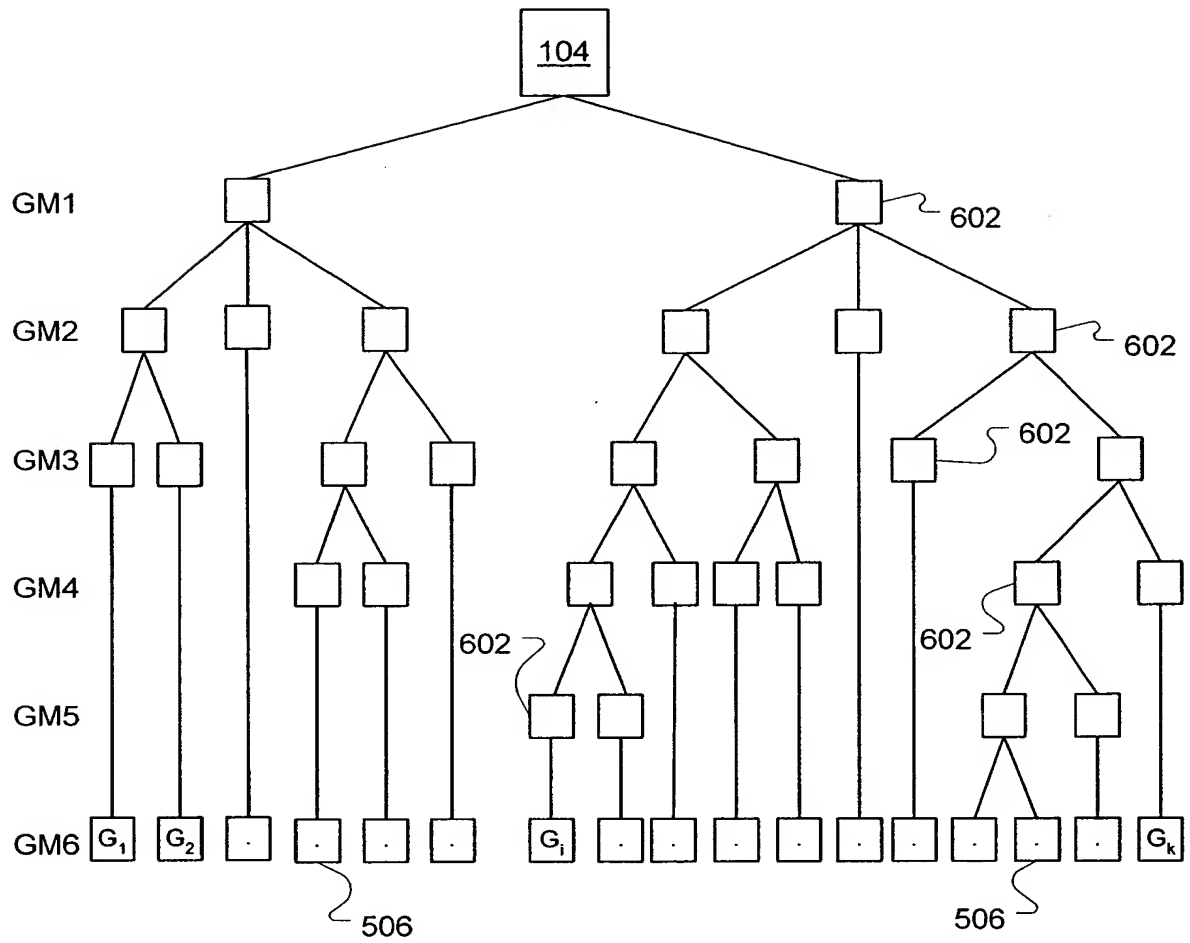 104
GM1
602
GM2
602
GM3
602
GM4
602
602
GM5
GM6 G₁ G₂ . . . . Gᵢ . . . . . . . . . Gₖ
506
506